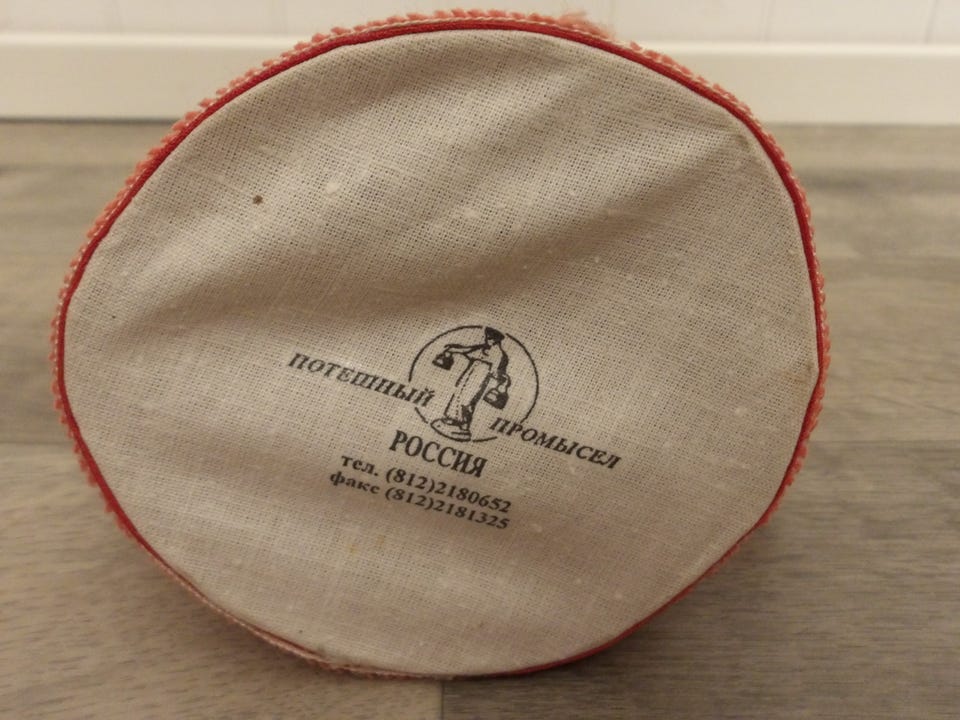 ПОТЕШНЫЙ ПРОМЫСЕЛ
РОССИЯ
тел. (812)2180652
факс (812)2181325